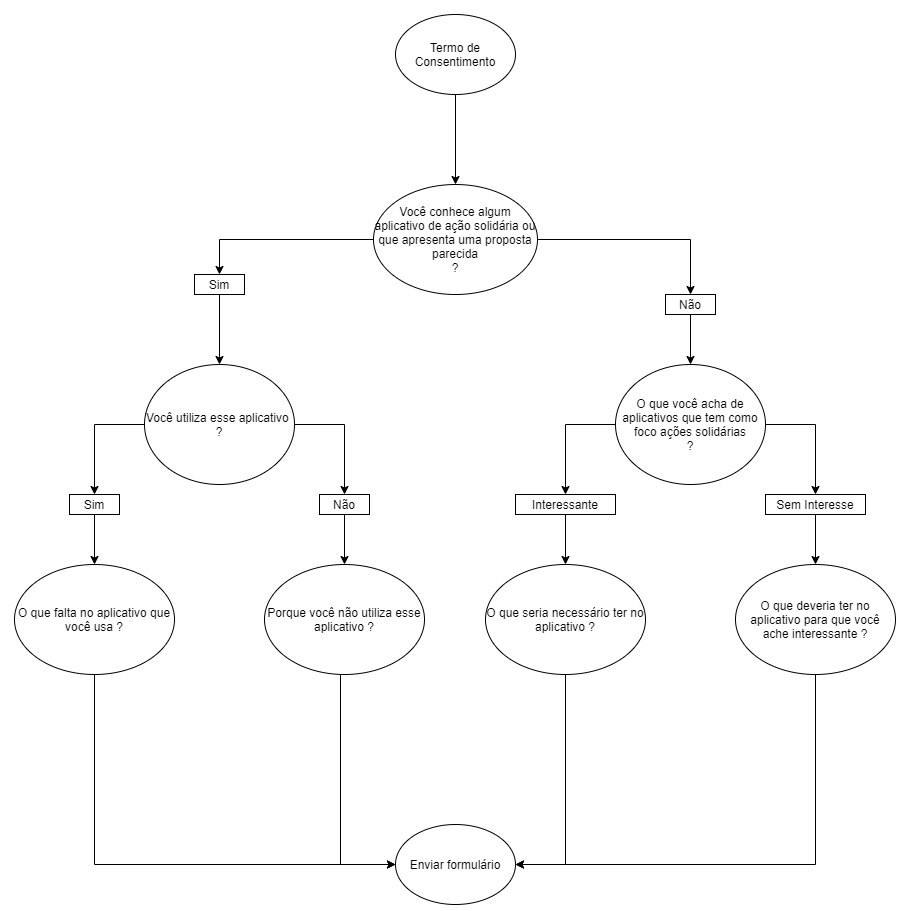 Termo de
Consentimento
Você conhece algum
aplicativo de ação solidária ou
que apresenta uma proposta
parecida
?
Sim
Não
Você utiliza esse aplicativo
?
O que você acha de
aplicativos que tem como
foco ações solidárias
?
Sim
Não
Interessante
Sem Interesse
O que falta no aplicativo que
você usa ?
Porque você não utiliza esse
aplicativo ?
O que seria necessário ter no
aplicativo ?
O que deveria ter no
aplicativo para que você
ache interessante ?
Enviar formulário